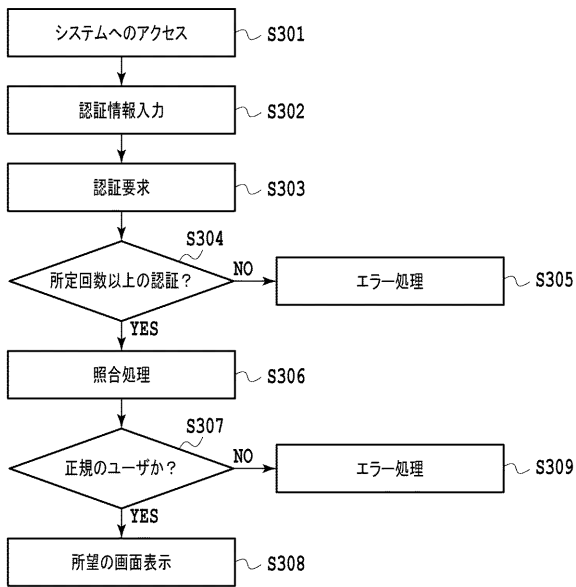 システムへのアクセス S301
認証情報入力 S302
認証要求 S303
S304
所定回数以上の認証？ NO エラー処理 S305
YES
照合処理 S306
S307
正規のユーザか？ NO エラー処理 S309
YES
所望の画面表示 S308